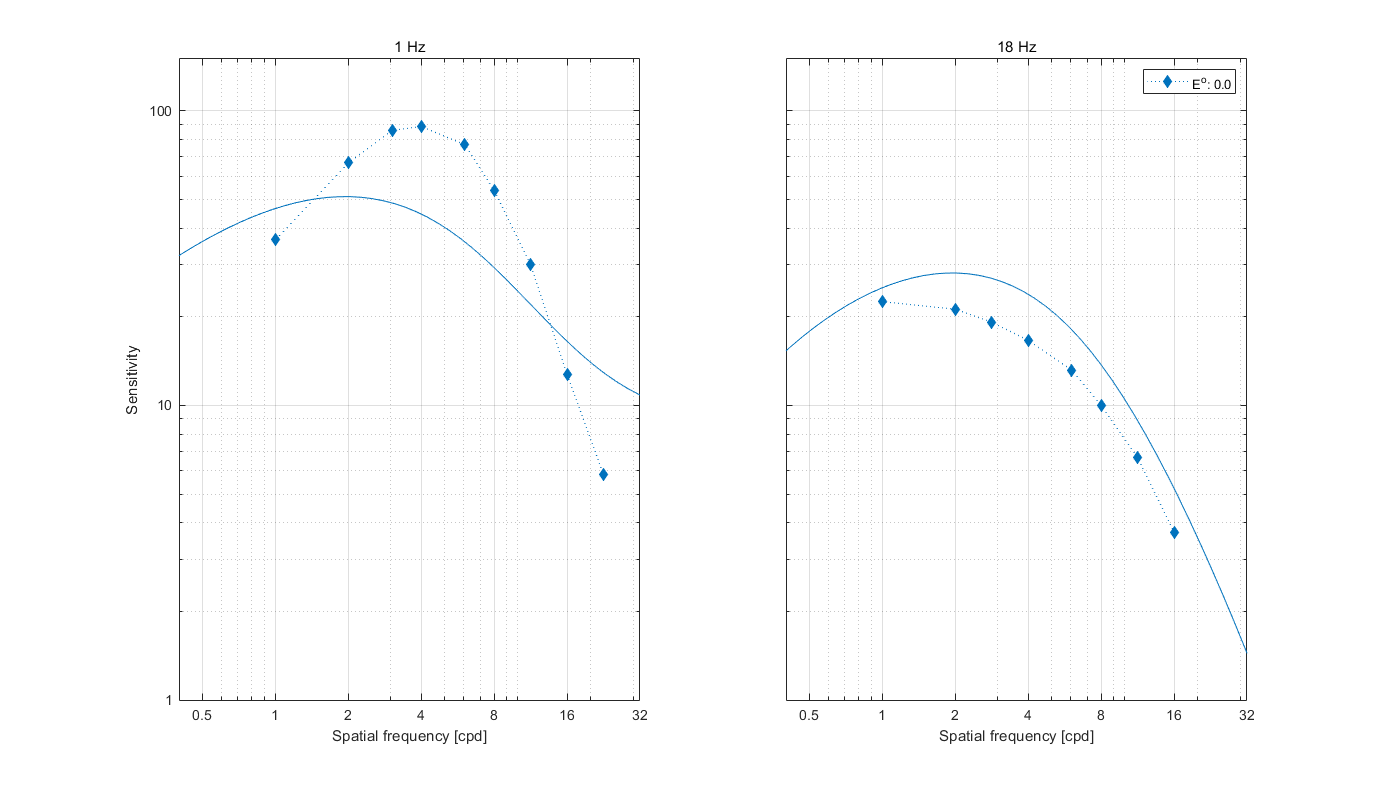 1 Hz
18 Hz
E°: 0.0
100
10
1
Sensitivity
0.5 1 2 4 8 16 32
0.5 1 2 4 8 16 32
Spatial frequency [cpd]
Spatial frequency [cpd]